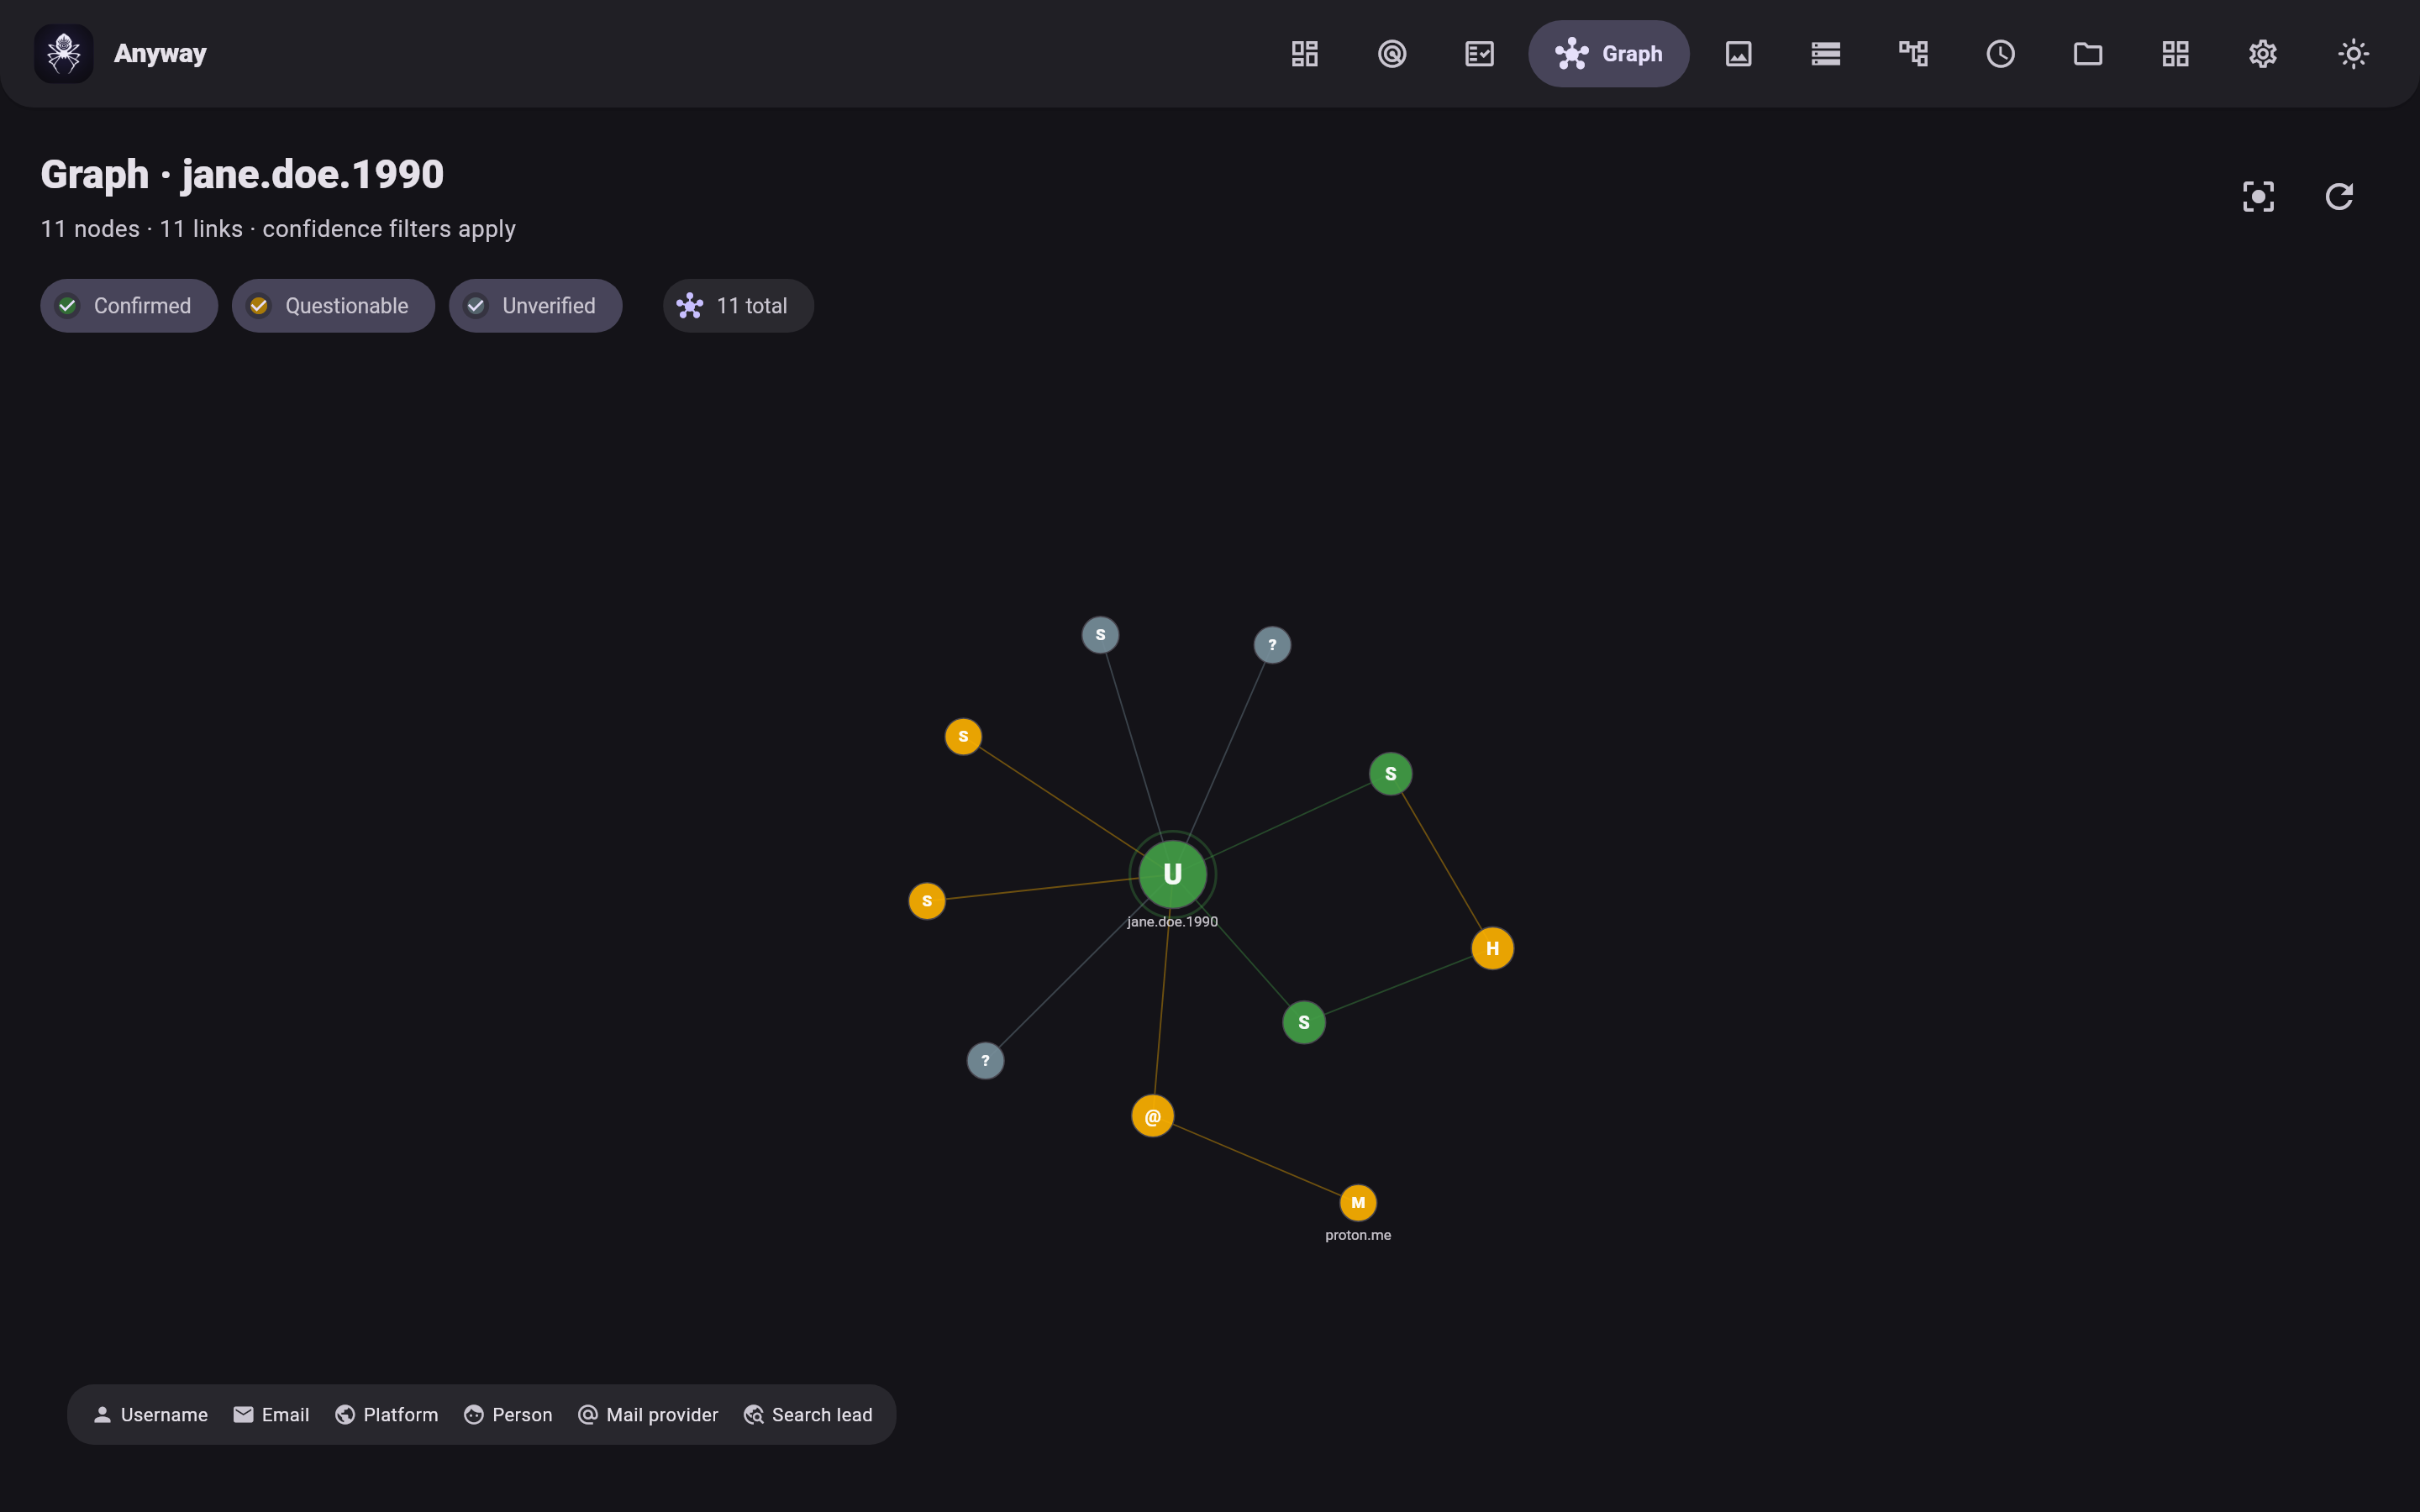 Anyway
Graph
Graph · jane.doe.1990
11 nodes · 11 links · confidence filters apply
Confirmed
Questionable
Unverified
11 total
S
?
S
S
U
jane.doe.1990
S
H
S
?
@
M
proton.me
Username
Email
Platform
Person
Mail provider
Search lead